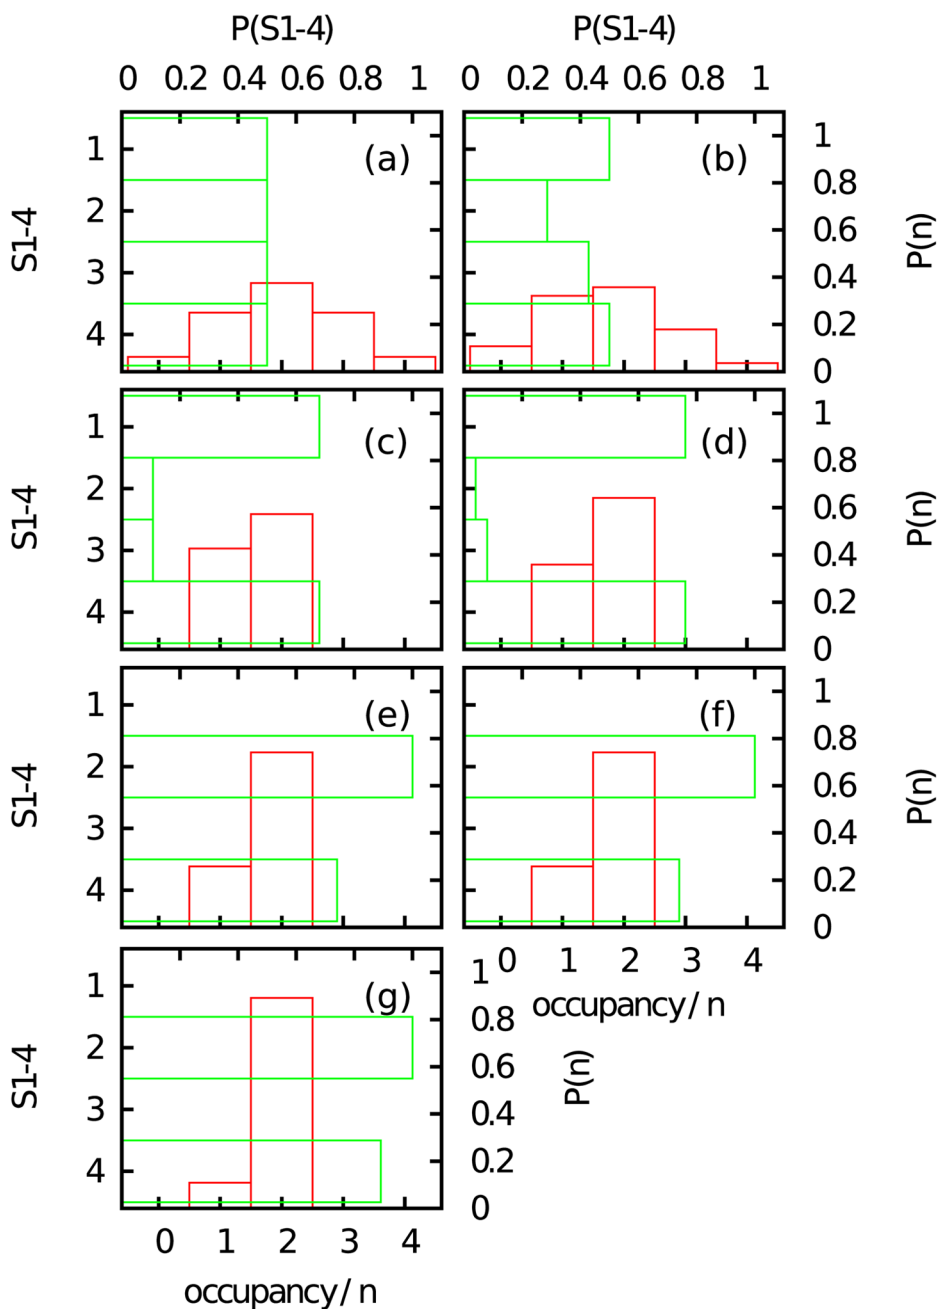 P(S1-4) P(S1-4)
0 0.2 0.4 0.6 0.8 1 0 0.2 0.4 0.6 0.8 1
S1-4 1 2 3 4 (a) (b) 1 0.8 0.6 0.4 0.2 0 P(n)
S1-4 1 2 3 4 (c) (d) 1 0.8 0.6 0.4 0.2 0 P(n)
S1-4 1 2 3 4 (e) (f) 1 0.8 0.6 0.4 0.2 0 P(n)
0 1 2 3 4
occupancy/ n
S1-4 1 2 3 4 (g) 1 0.8 0.6 0.4 0.2 0 P(n)
0 1 2 3 4
occupancy/ n